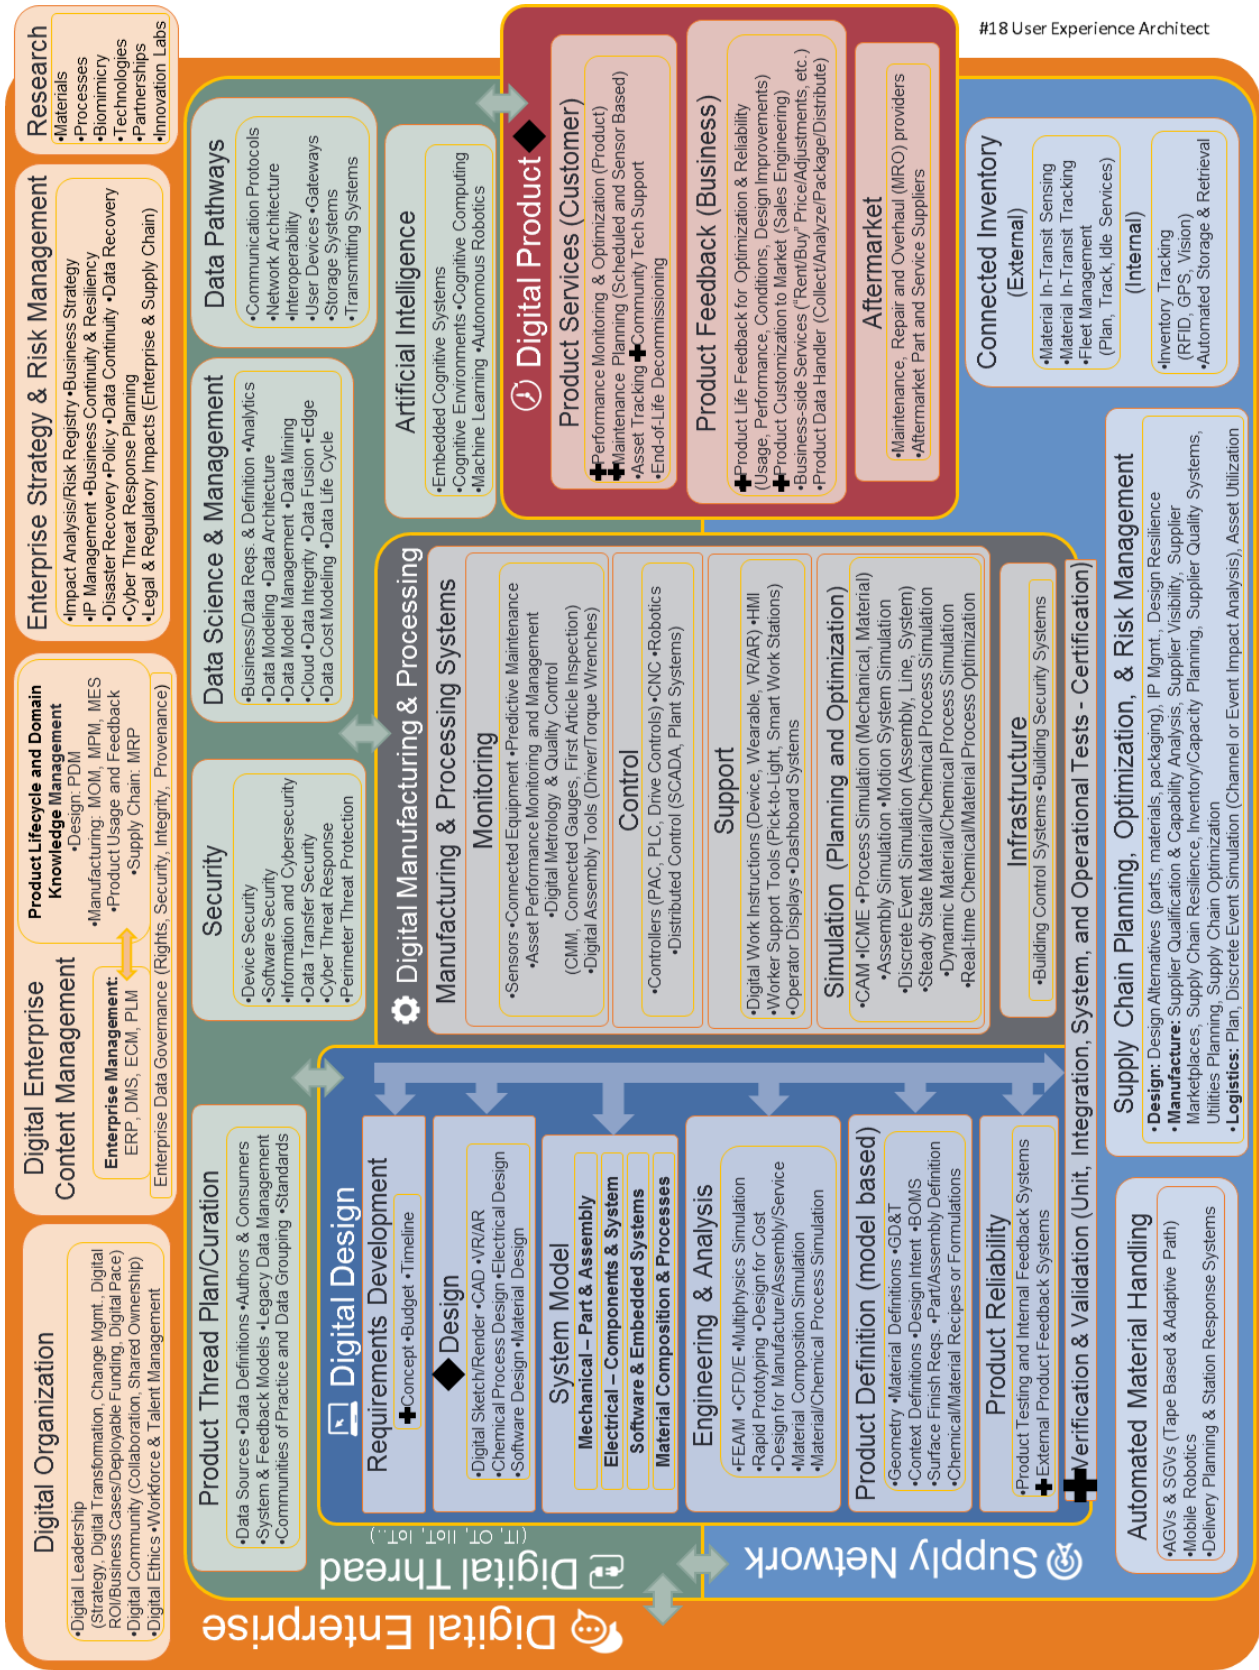 #18 User Experience Architect
Digital Enterprise
Digital Organization
•Digital Leadership
(Strategy, Digital Transformation, Change Mgmt., Digital
ROI/Business Cases/Deployable Funding, Digital Pace)
•Digital Community (Collaboration, Shared Ownership)
•Digital Ethics •Workforce & Talent Management
Digital Enterprise
Content Management
Enterprise Management:
ERP, DMS, ECM, PLM
Product Lifecycle and Domain
Knowledge Management
•Design: PDM
•Manufacturing: MOM, MPM, MES
•Product Usage and Feedback
•Supply Chain: MRP
Enterprise Data Governance (Rights, Security, Integrity, Provenance)
Enterprise Strategy & Risk Management
•Impact Analysis/Risk Registry •Business Strategy
•IP Management •Business Continuity & Resiliency
•Disaster Recovery •Policy •Data Continuity •Data Recovery
•Cyber Threat Response Planning
•Legal & Regulatory Impacts (Enterprise & Supply Chain)
Research
•Materials
•Processes
•Biomimicry
•Technologies
•Partnerships
•Innovation Labs
Digital Thread
(IT, OT, IIoT, IoT..)
Product Thread Plan/Curation
•Data Sources •Data Definitions •Authors & Consumers
•System & Feedback Models •Legacy Data Management
•Communities of Practice and Data Grouping •Standards
Security
•Device Security
•Software Security
•Information and Cybersecurity
•Data Transfer Security
•Cyber Threat Response
•Perimeter Threat Protection
Data Science & Management
•Business/Data Reqs. & Definition •Analytics
•Data Modeling •Data Architecture
•Data Model Management •Data Mining
•Cloud •Data Integrity •Data Fusion •Edge
•Data Cost Modeling •Data Life Cycle
Data Pathways
•Communication Protocols
•Network Architecture
•Interoperability
•User Devices •Gateways
•Storage Systems
•Transmitting Systems
Artificial Intelligence
•Embedded Cognitive Systems
•Cognitive Environments •Cognitive Computing
•Machine Learning •Autonomous Robotics
Digital Design
Requirements Development
•Concept •Budget •Timeline
Design
•Digital Sketch/Render •CAD •VR/AR
•Chemical Process Design •Electrical Design
•Software Design •Material Design
System Model
Mechanical – Part & Assembly
Electrical – Components & System
Software & Embedded Systems
Material Composition & Processes
Engineering & Analysis
•FEA/M •CFD/E •Multiphysics Simulation
•Rapid Prototyping •Design for Cost
•Design for Manufacture/Assembly/Service
•Material Composition Simulation
•Material/Chemical Process Simulation
Product Definition (model based)
•Geometry •Material Definitions •GD&T
•Context Definitions •Design Intent •BOMS
•Surface Finish Reqs. •Part/Assembly Definition
•Chemical/Material Recipes or Formulations
Product Reliability
•Product Testing and Internal Feedback Systems
•External Product Feedback Systems
Digital Manufacturing & Processing
Manufacturing & Processing Systems
Monitoring
•Sensors •Connected Equipment •Predictive Maintenance
•Asset Performance Monitoring and Management
•Digital Metrology & Quality Control
(CMM, Connected Gauges, First Article Inspection)
•Digital Assembly Tools (Driver/Torque Wrenches)
Control
•Controllers (PAC, PLC, Drive Controls) •CNC •Robotics
•Distributed Control (SCADA, Plant Systems)
Support
•Digital Work Instructions (Device, Wearable, VR/AR) •HMI
•Worker Support Tools (Pick-to-Light, Smart Work Stations)
•Operator Displays •Dashboard Systems
Simulation (Planning and Optimization)
•CAM •ICME •Process Simulation (Mechanical, Material)
•Assembly Simulation •Motion System Simulation
•Discrete Event Simulation (Assembly, Line, System)
•Steady State Material/Chemical Process Simulation
•Dynamic Material/Chemical Process Simulation
•Real-time Chemical/Material Process Optimization
Infrastructure
•Building Control Systems •Building Security Systems
Digital Product
Product Services (Customer)
•Performance Monitoring & Optimization (Product)
•Maintenance Planning (Scheduled and Sensor Based)
•Asset Tracking •Community Tech Support
•End-of-Life Decommissioning
Product Feedback (Business)
•Product Life Feedback for Optimization & Reliability
(Usage, Performance, Conditions, Design Improvements)
•Product Customization to Market (Sales Engineering)
•Business-side Services ("Rent/Buy" Price/Adjustments, etc.)
•Product Data Handler (Collect/Analyze/Package/Distribute)
Aftermarket
•Maintenance, Repair and Overhaul (MRO) providers
•Aftermarket Part and Service Suppliers
Verification & Validation (Unit, Integration, System, and Operational Tests - Certification)
Supply Network
Automated Material Handling
•AGVs & SGVs (Tape Based & Adaptive Path)
•Mobile Robotics
•Delivery Planning & Station Response Systems
Supply Chain Planning, Optimization, & Risk Management
•Design: Design Alternatives (parts, materials, packaging), IP Mgmt., Design Resilience
•Manufacture: Supplier Qualification & Capability Analysis, Supplier Visibility, Supplier
Marketplaces, Supply Chain Resilience, Inventory/Capacity Planning, Supplier Quality Systems,
Utilities Planning, Supply Chain Optimization
•Logistics: Plan, Discrete Event Simulation (Channel or Event Impact Analysis), Asset Utilization
Connected Inventory
(External)
•Material In-Transit Sensing
•Material In-Transit Tracking
•Fleet Management
(Plan, Track, Idle Services)
(Internal)
•Inventory Tracking
(RFID, GPS, Vision)
•Automated Storage & Retrieval